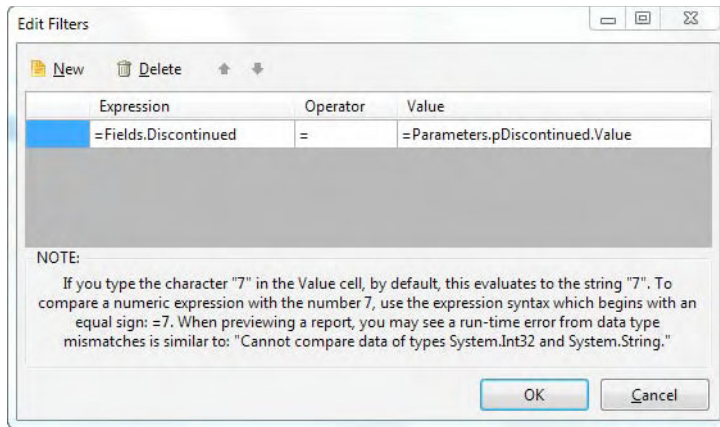 Edit Filters
New Delete
Expression Operator Value
=Fields.Discontinued = =Parameters.pDiscontinued.Value
NOTE:
If you type the character "7" in the Value cell, by default, this evaluates to the string "7". To
compare a numeric expression with the number 7, use the expression syntax which begins with an
equal sign: =7. When previewing a report, you may see a run-time error from data type
mismatches is similar to: "Cannot compare data of types System.Int32 and System.String."
OK Cancel